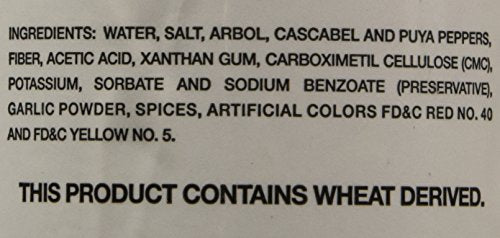 INGREDIENTS: WATER, SALT, ARBOL, CASCABEL AND PUYA PEPPERS,
FIBER, ACETIC ACID, XANTHAN GUM, CARBOXIMETIL CELLULOSE (CMC),
POTASSIUM, SORBATE AND SODIUM BENZOATE (PRESERVATIVE),
GARLIC POWDER, SPICES, ARTIFICIAL COLORS FD&C RED NO. 40
AND FD&C YELLOW NO. 5.
THIS PRODUCT CONTAINS WHEAT DERIVED.